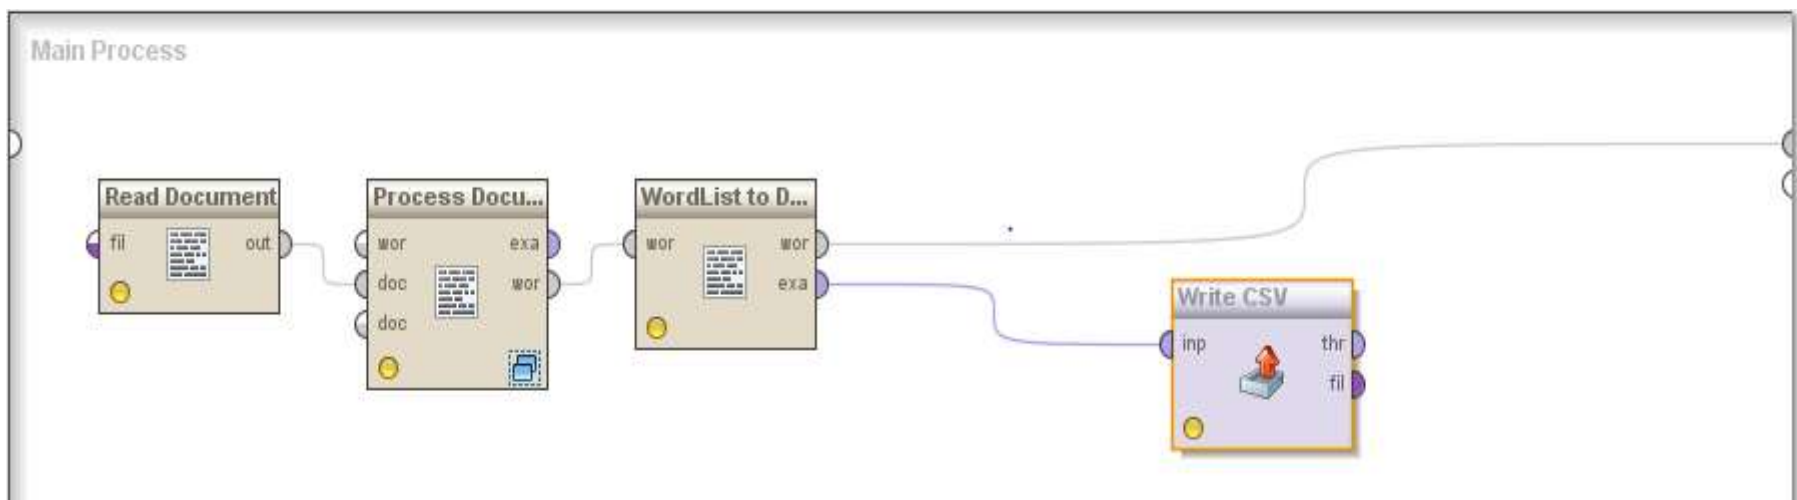 Main Process
Read Document
fil
out
Process Docu...
wor
exa
doc
wor
doc
WordList to D...
wor
wor
exa
Write CSV
inp
thr
fil